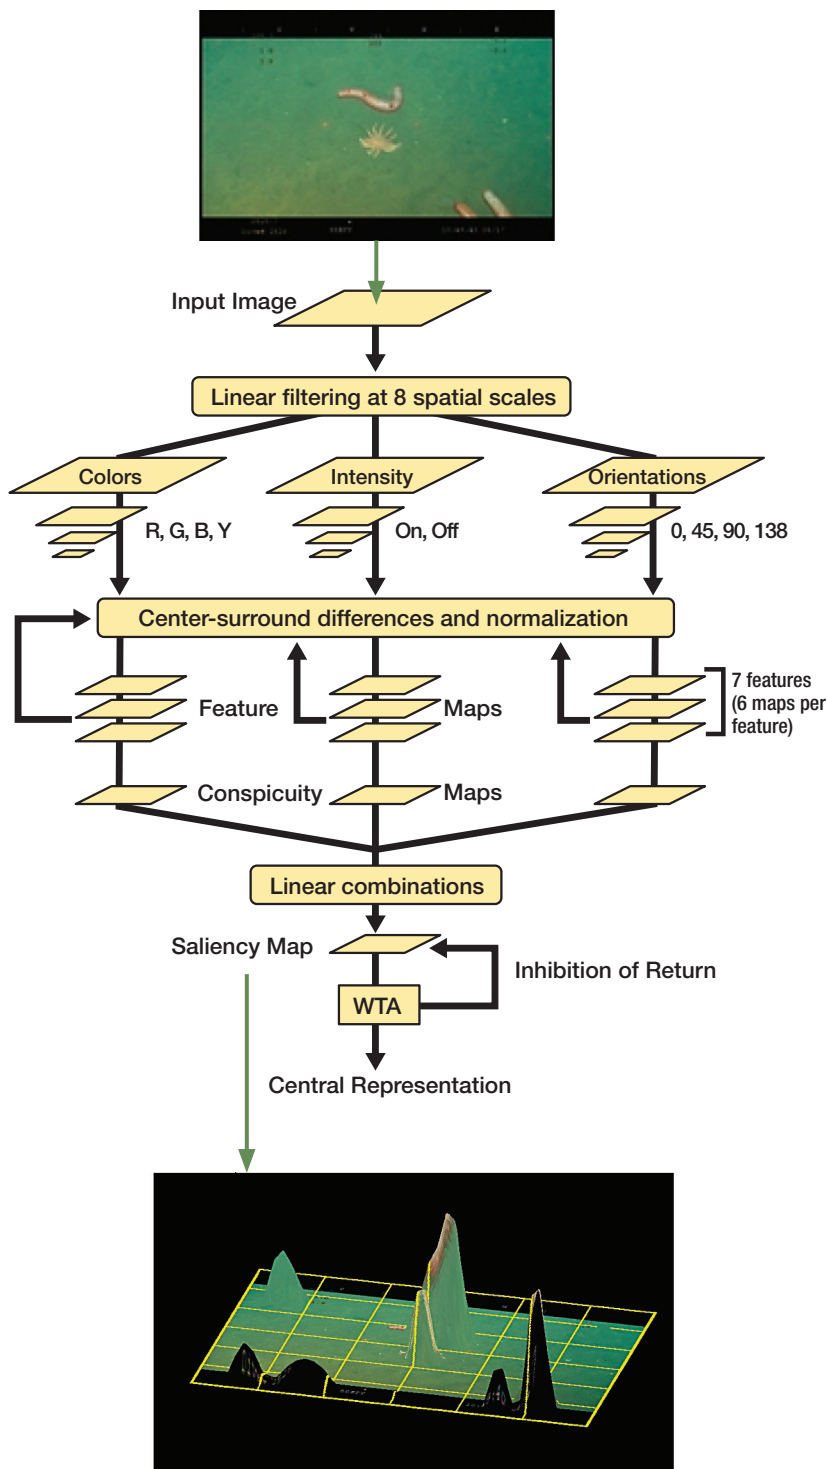 Input Image
Linear filtering at 8 spatial scales
Colors
Intensity
Orientations
R, G, B, Y
On, Off
0, 45, 90, 138
Center-surround differences and normalization
Feature
Maps
7 features
(6 maps per
feature)
Conspicuity
Maps
Linear combinations
Saliency Map
Inhibition of Return
WTA
Central Representation